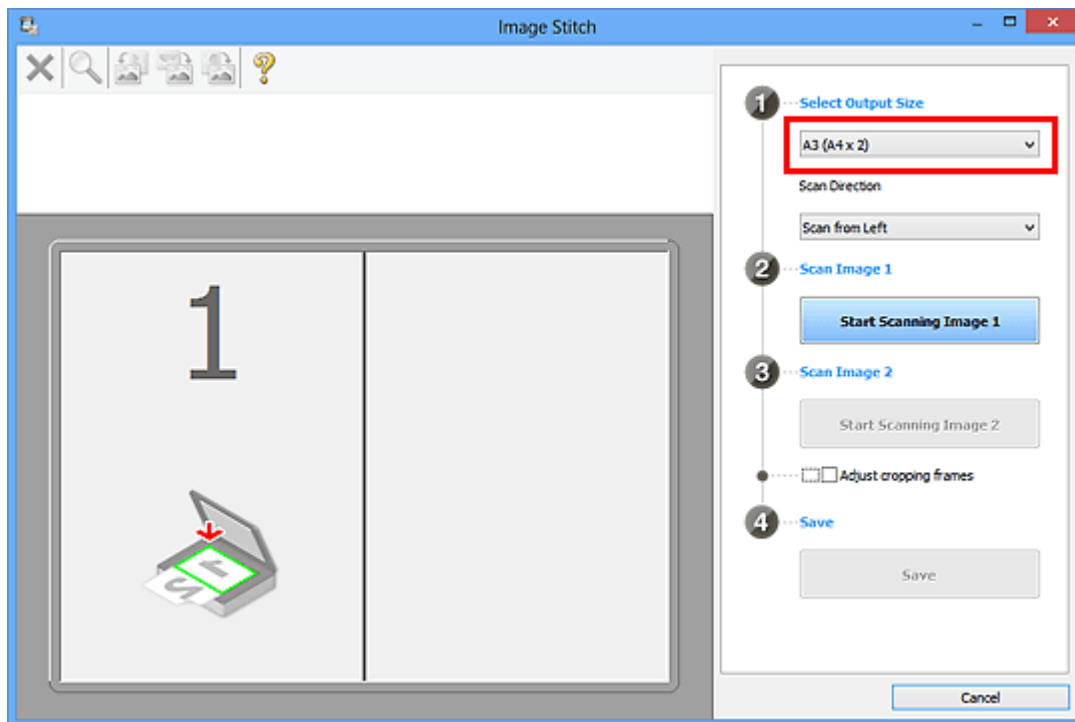 Image Stitch
1
1 Select Output Size
A3 (A4 x 2)
Scan Direction
Scan from Left
2 Scan Image 1
Start Scanning Image 1
3 Scan Image 2
Start Scanning Image 2
Adjust cropping frames
4 Save
Save
Cancel